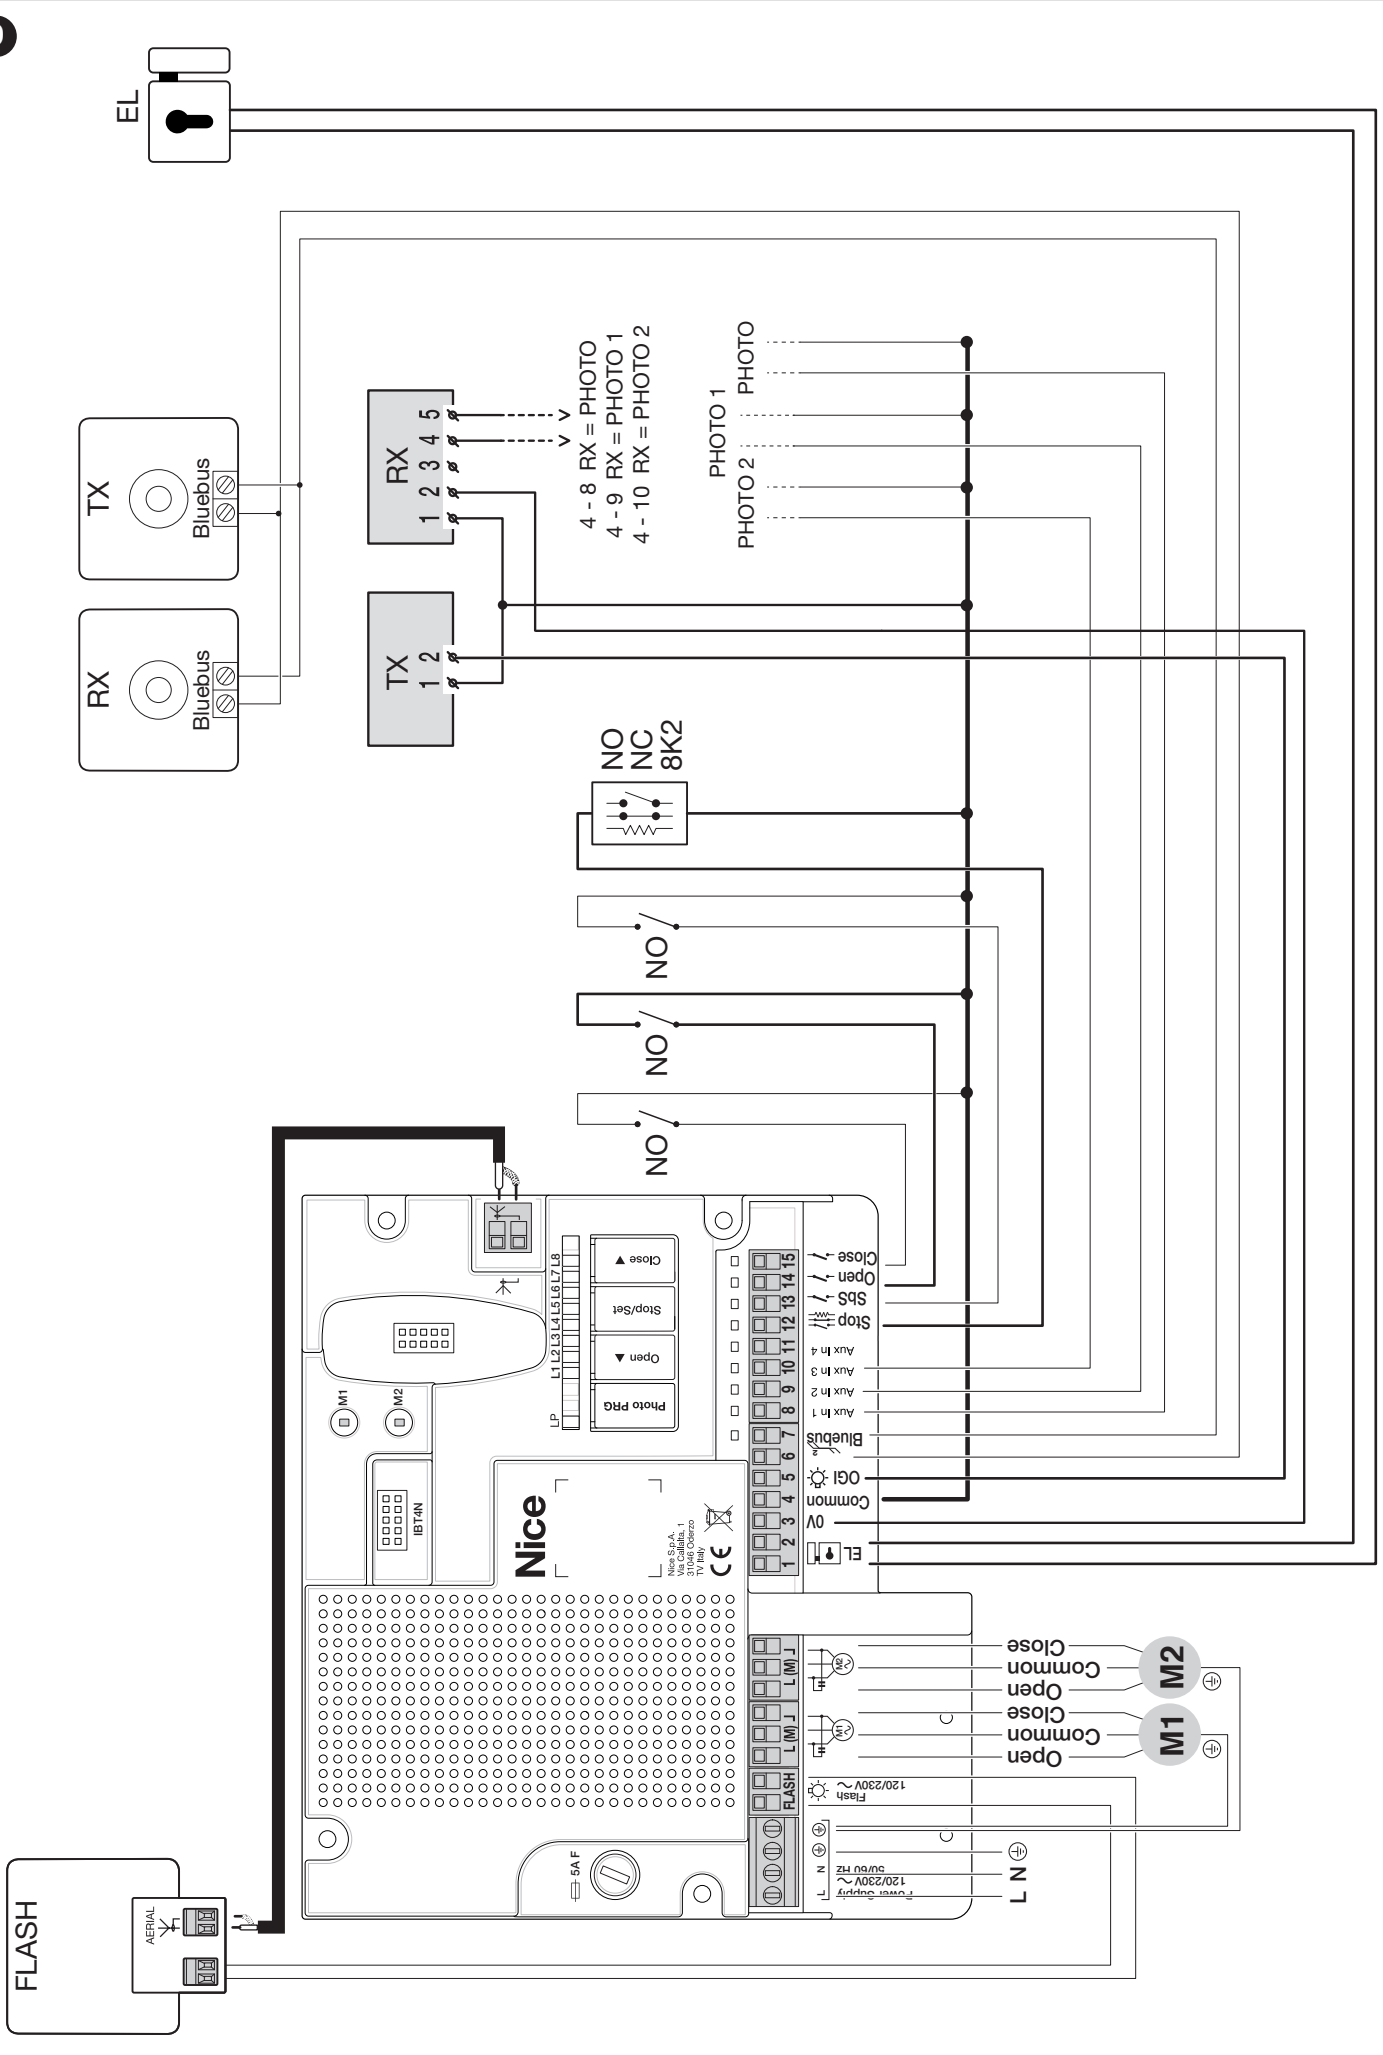 EL
TX
Bluebus
RX
Bluebus
RX
1 2 3 4 5
TX
1 2
4 - 8 RX = PHOTO
4 - 9 RX = PHOTO 1
4 - 10 RX = PHOTO 2
PHOTO 2
PHOTO 1
PHOTO
NO
NC
8K2
NO
NO
NO
M1
M2
IBT4N
LP
L1 L2 L3 L4 L5 L6 L7 L8
Photo PRG
Open ▲
Stop/Set
Close ▼
Nice
Nice S.p.A.
Via Callalta, 1
31046 Oderzo
TV Italy
CE
5A F
FLASH
L (M)
L (M)
1 2 3 4 5 6 7 8 9 10 11 12 13 14 15
Close
Open
SbS
Stop
Aux In 4
Aux In 3
Aux In 2
Aux In 1
Bluebus
OGI
Common
0V
EL
M2
M1
Close
Common
Open
M2
Close
Common
Open
M1
Flash
120/230V
L N
Power Supply
120/230V
50/60 Hz
L N
FLASH
AERIAL